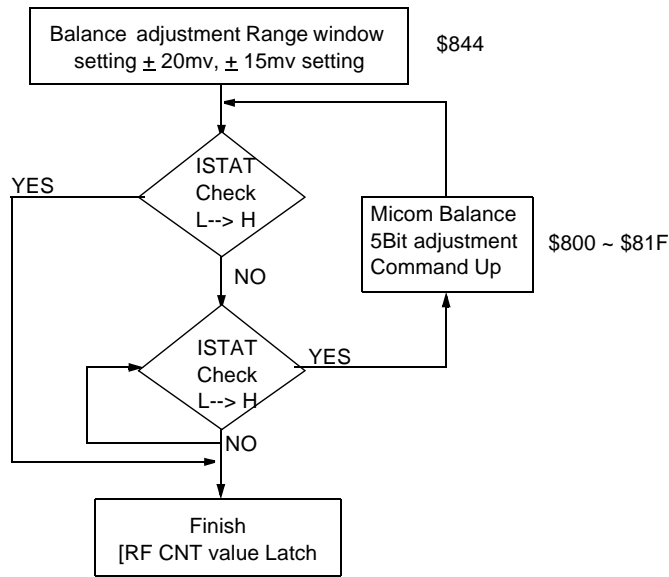 Balance adjustment Range window
setting ± 20mv, ± 15mv setting
$844
ISTAT
Check
L--> H
YES
NO
Micom Balance
5Bit adjustment
Command Up
$800 ~ $81F
ISTAT
Check
L--> H
YES
NO
Finish
[RF CNT value Latch